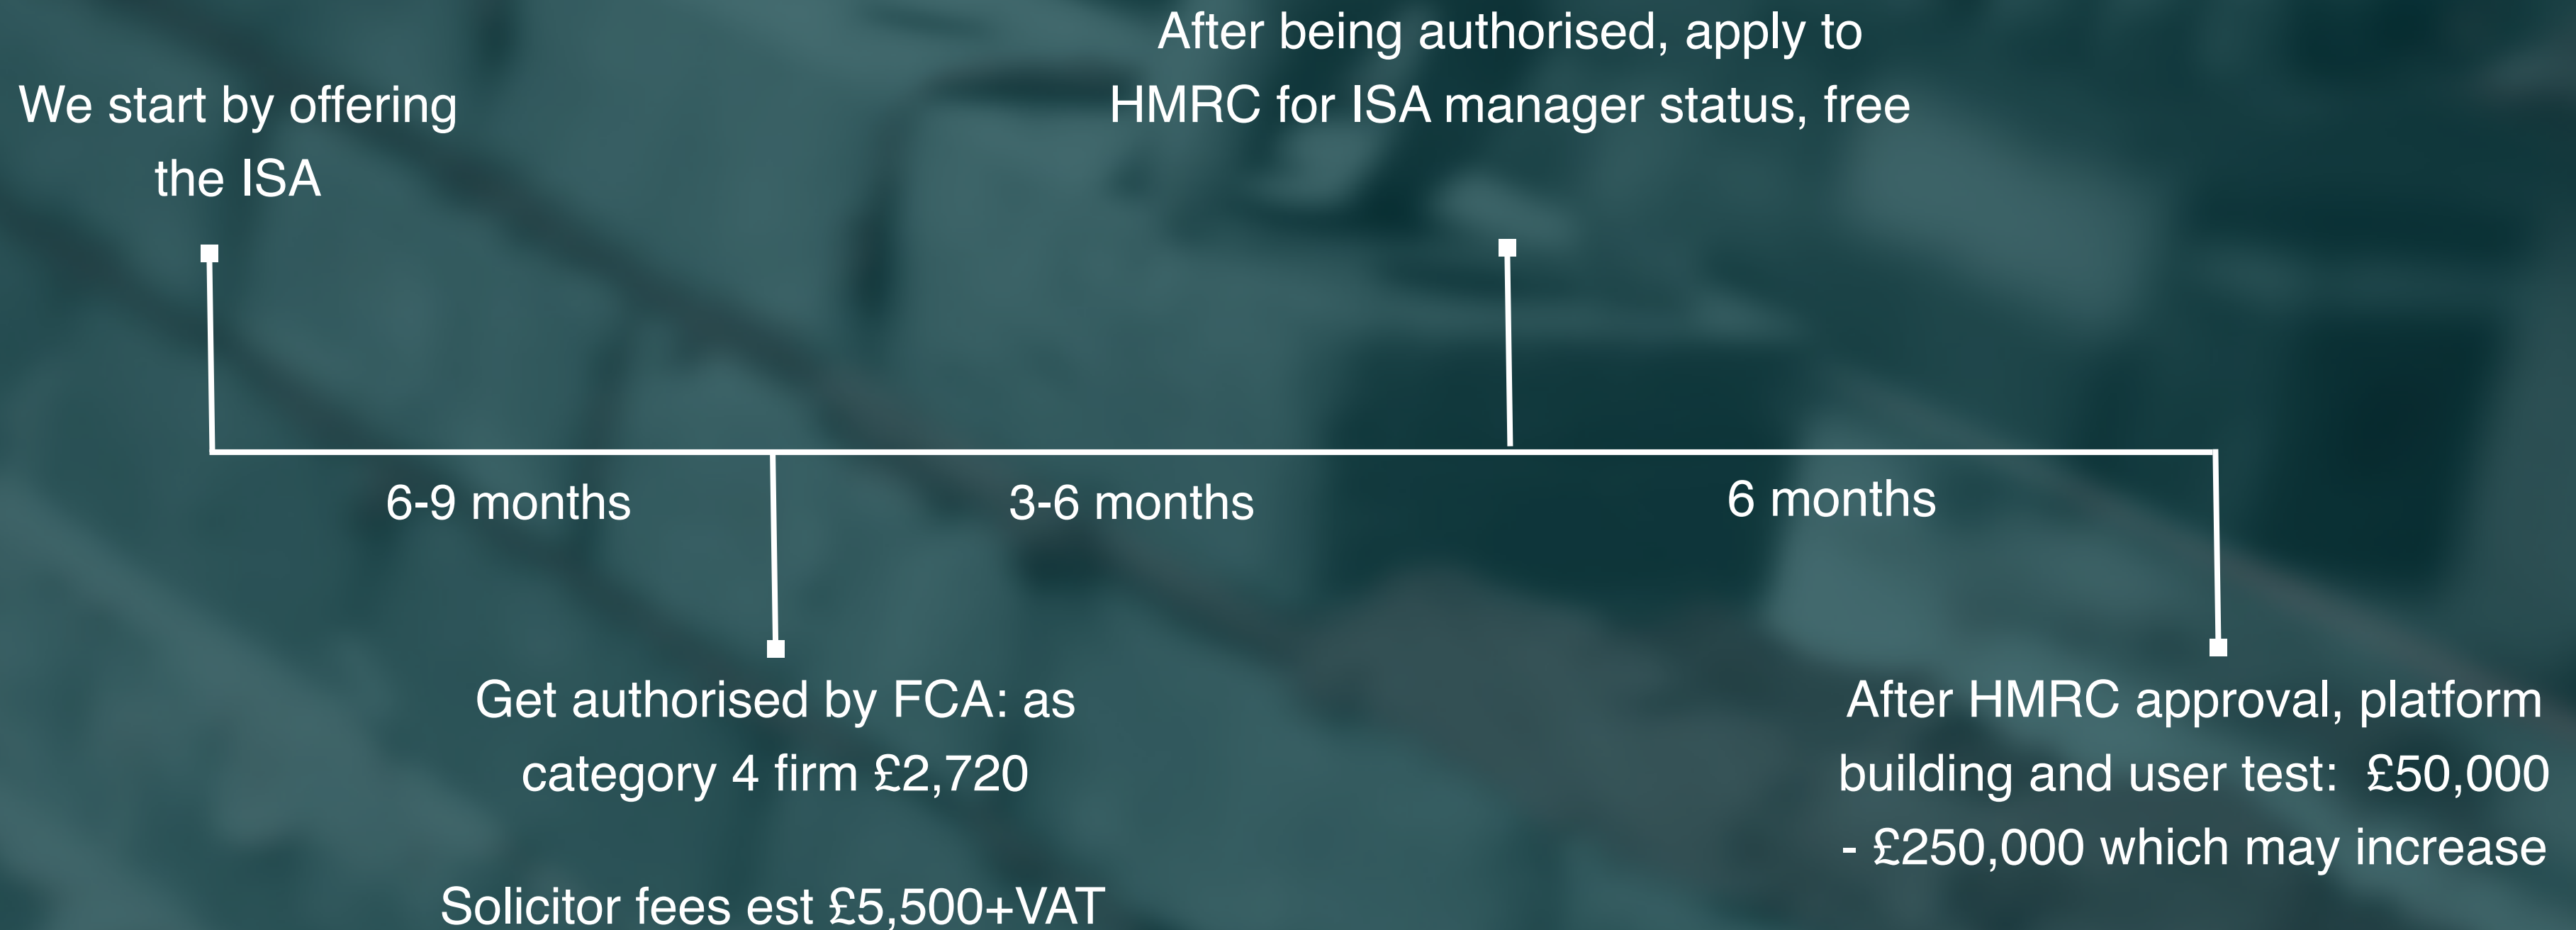 We start by offering
the ISA
After being authorised, apply to
HMRC for ISA manager status, free
6-9 months
3-6 months
6 months
Get authorised by FCA: as
category 4 firm £2,720
Solicitor fees est £5,500+VAT
After HMRC approval, platform
building and user test:  £50,000
- £250,000 which may increase